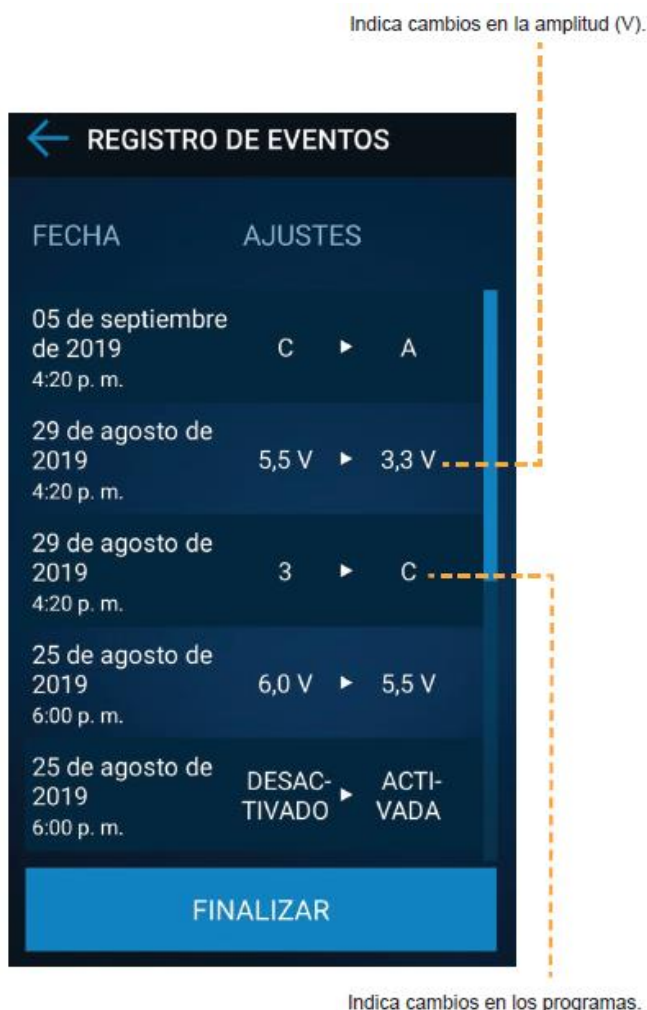 Indica cambios en la amplitud (V).
REGISTRO DE EVENTOS
FECHA AJUSTES
05 de septiembre
de 2019
4:20 p. m.
C ► A
29 de agosto de
2019
4:20 p. m.
5,5 V ► 3,3 V
29 de agosto de
2019
4:20 p. m.
3 ► C
25 de agosto de
2019
6:00 p. m.
6,0 V ► 5,5 V
25 de agosto de
2019
6:00 p. m.
DESAC-
TIVADO
►
ACTI-
VADA
FINALIZAR
Indica cambios en los programas.